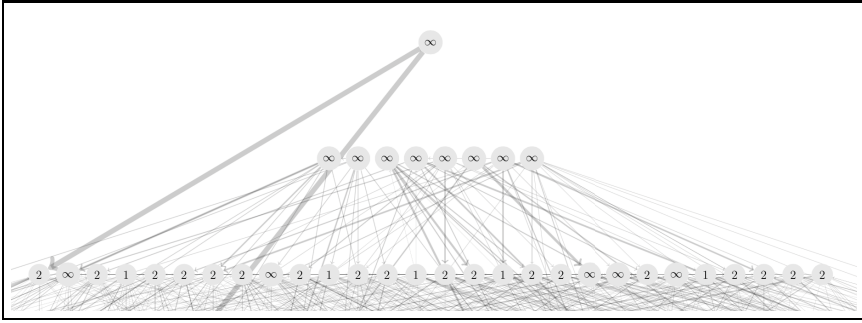 ∞
∞ ∞ ∞ ∞ ∞ ∞ ∞ ∞
2 ∞ 2 1 2 2 2 2 ∞ 2 1 2 2 1 2 2 1 2 2 ∞ ∞ 2 ∞ 1 2 2 2 2